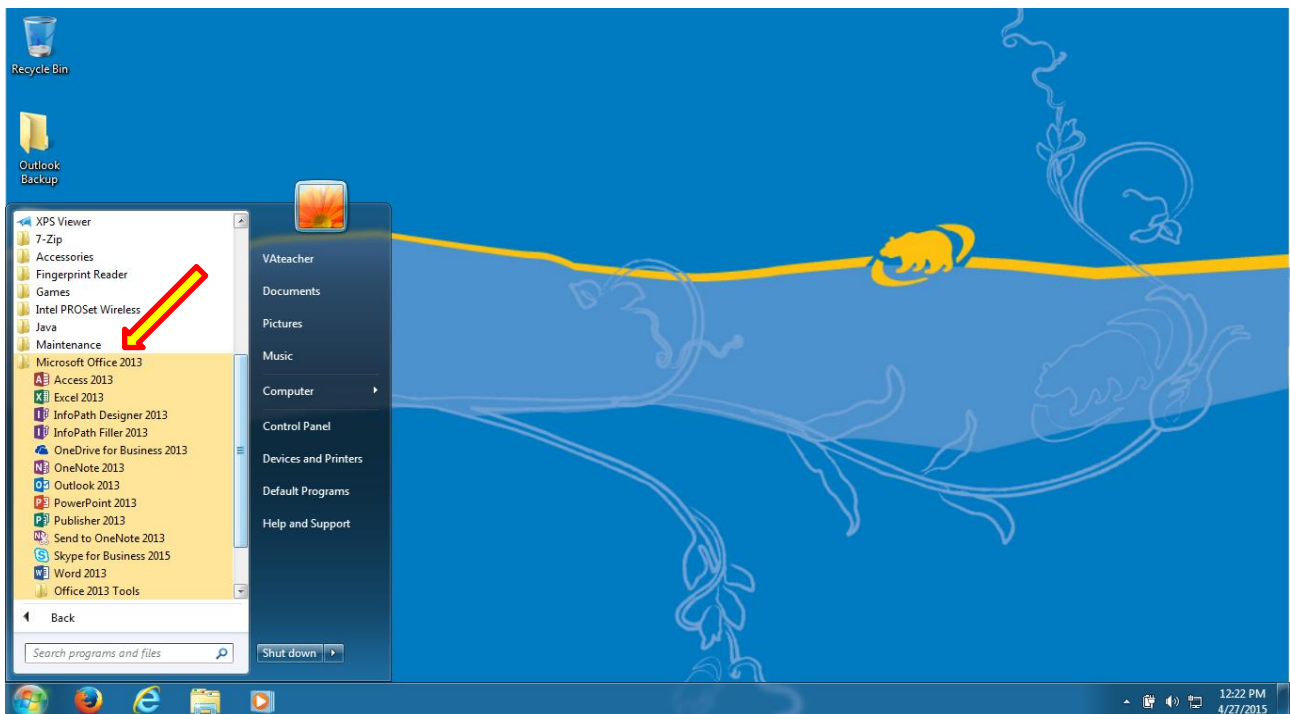 Recycle Bin
Outlook
Backup
XPS Viewer
7-Zip
Accessories
Fingerprint Reader
Games
Intel PROSet Wireless
Java
Maintenance
Microsoft Office 2013
Access 2013
Excel 2013
InfoPath Designer 2013
InfoPath Filler 2013
OneDrive for Business 2013
OneNote 2013
Outlook 2013
PowerPoint 2013
Publisher 2013
Send to OneNote 2013
Skype for Business 2015
Word 2013
Office 2013 Tools
Back
Search programs and files
VAteacher
Documents
Pictures
Music
Computer
Control Panel
Devices and Printers
Default Programs
Help and Support
Shut down
12:22 PM
4/27/2015